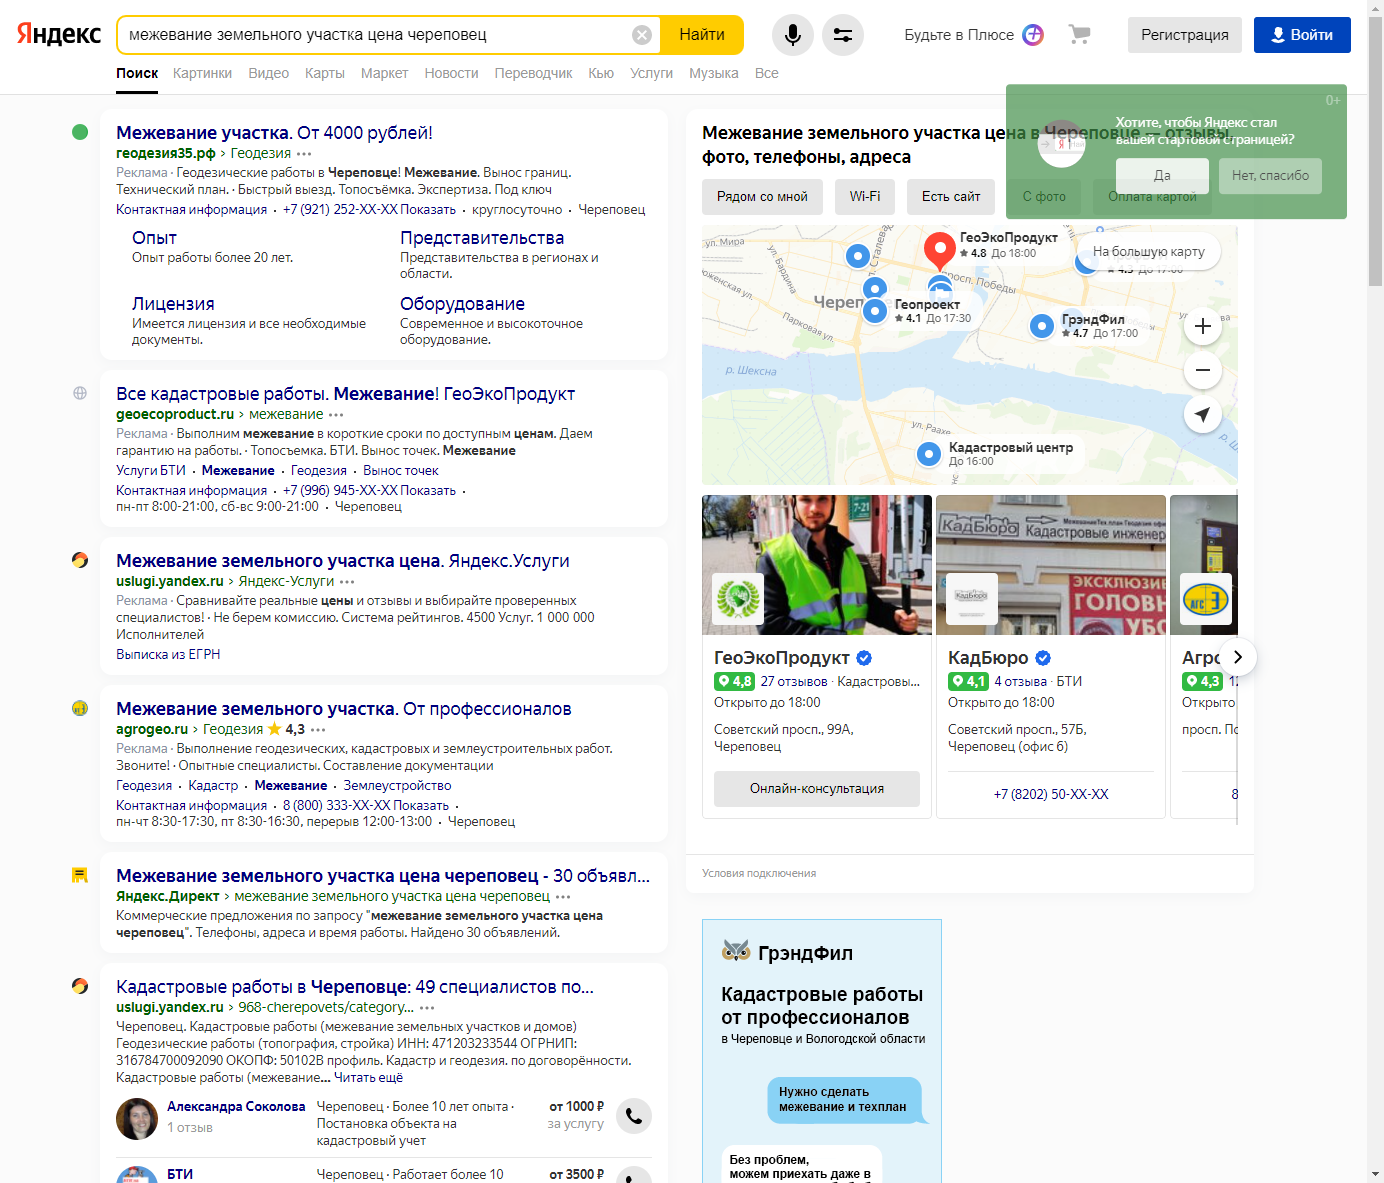 Яндекс
межевание земельного участка цена череповец
Найти
Будьте в Плюсе
Регистрация
Войти
Поиск Картинки Видео Карты Маркет Новости Переводчик Кью Услуги Музыка Все
0+
Хотите, чтобы Яндекс стал
вашей стартовой страницей?
Да
Нет, спасибо
Межевание участка. От 4000 рублей!
геодезия35.рф › Геодезия
Реклама · Геодезические работы в Череповце! Межевание. Вынос границ.
Технический план. · Быстрый выезд. Топосъёмка. Экспертиза. Под ключ
Контактная информация · +7 (921) 252-XX-XX Показать · круглосуточно · Череповец
Опыт
Опыт работы более 20 лет.
Представительства
Представительства в регионах и
области.
Лицензия
Имеется лицензия и все необходимые
документы.
Оборудование
Современное и высокоточное
оборудование.
Все кадастровые работы. Межевание! ГеоЭкоПродукт
geoecoproduct.ru › межевание
Реклама · Выполним межевание в короткие сроки по доступным ценам. Даем
гарантию на работы. · Топосъемка. БТИ. Вынос точек. Межевание
Услуги БТИ · Межевание · Геодезия · Вынос точек
Контактная информация · +7 (996) 945-XX-XX Показать ·
пн-пт 8:00-21:00, сб-вс 9:00-21:00 · Череповец
Межевание земельного участка цена. Яндекс.Услуги
uslugi.yandex.ru › Яндекс-Услуги
Реклама · Сравнивайте реальные цены и отзывы и выбирайте проверенных
специалистов! · Не берем комиссию. Система рейтингов. 4500 Услуг. 1 000 000
Исполнителей
Выписка из ЕГРН
Межевание земельного участка. От профессионалов
agrogeo.ru › Геодезия 4,3
Реклама · Выполнение геодезических, кадастровых и землеустроительных работ.
Звоните! · Опытные специалисты. Составление документации
Геодезия · Кадастр · Межевание · Землеустройство
Контактная информация · 8 (800) 333-XX-XX Показать ·
пн-чт 8:30-17:30, пт 8:30-16:30, перерыв 12:00-13:00 · Череповец
Межевание земельного участка цена череповец - 30 объявл...
Яндекс.Директ › межевание земельного участка цена череповец
Коммерческие предложения по запросу "межевание земельного участка цена
череповец". Телефоны, адреса и время работы. Найдено 30 объявлений.
Кадастровые работы в Череповце: 49 специалистов по...
uslugi.yandex.ru › 968-cherepovets/category...
Череповец. Кадастровые работы (межевание земельных участков и домов)
Геодезические работы (топография, стройка) ИНН: 471203233544 ОГРНИП:
316784700092090 ОКОПФ: 50102В профиль. Кадастр и геодезия. по договорённости.
Кадастровые работы (межевание... Читать ещё
Александра Соколова
1 отзыв
Череповец · Более 10 лет опыта ·
Постановка объекта на
кадастровый учет
от 1000 ₽
за услугу
БТИ
Череповец · Работает более 10
от 3500 ₽
Межевание земельного участка цена в Череповце — отзывы,
фото, телефоны, адреса
Рядом со мной
Wi-Fi
Есть сайт
С фото
Оплата картой
ул. Мира
ул. Бардина
Парковая ул.
просп. Победы
ГеоЭкоПродукт
4.8 До 18:00
На большую карту
Геопроект
4.1 До 17:30
ГрэндФил
4.7 До 17:00
р. Шексна
ул. Раахе
Кадастровый центр
До 16:00
7-21
КадБюро
Кадастровые инженер
ЭКСКЛЮЗИВ
ГОЛОВН
УБО
КадБюро
АГС
ГеоЭкоПродукт
4,8 27 отзывов · Кадастровы...
Открыто до 18:00
Советский просп., 99А,
Череповец
Онлайн-консультация
КадБюро
4,1 4 отзыва · БТИ
Открыто до 18:00
Советский просп., 57Б,
Череповец (офис 6)
+7 (8202) 50-XX-XX
Агро
4,3 12
Открыто
просп. По
8
Условия подключения
ГрэндФил
Кадастровые работы
от профессионалов
в Череповце и Вологодской области
Нужно сделать
межевание и техплан
Без проблем,
можем приехать даже в